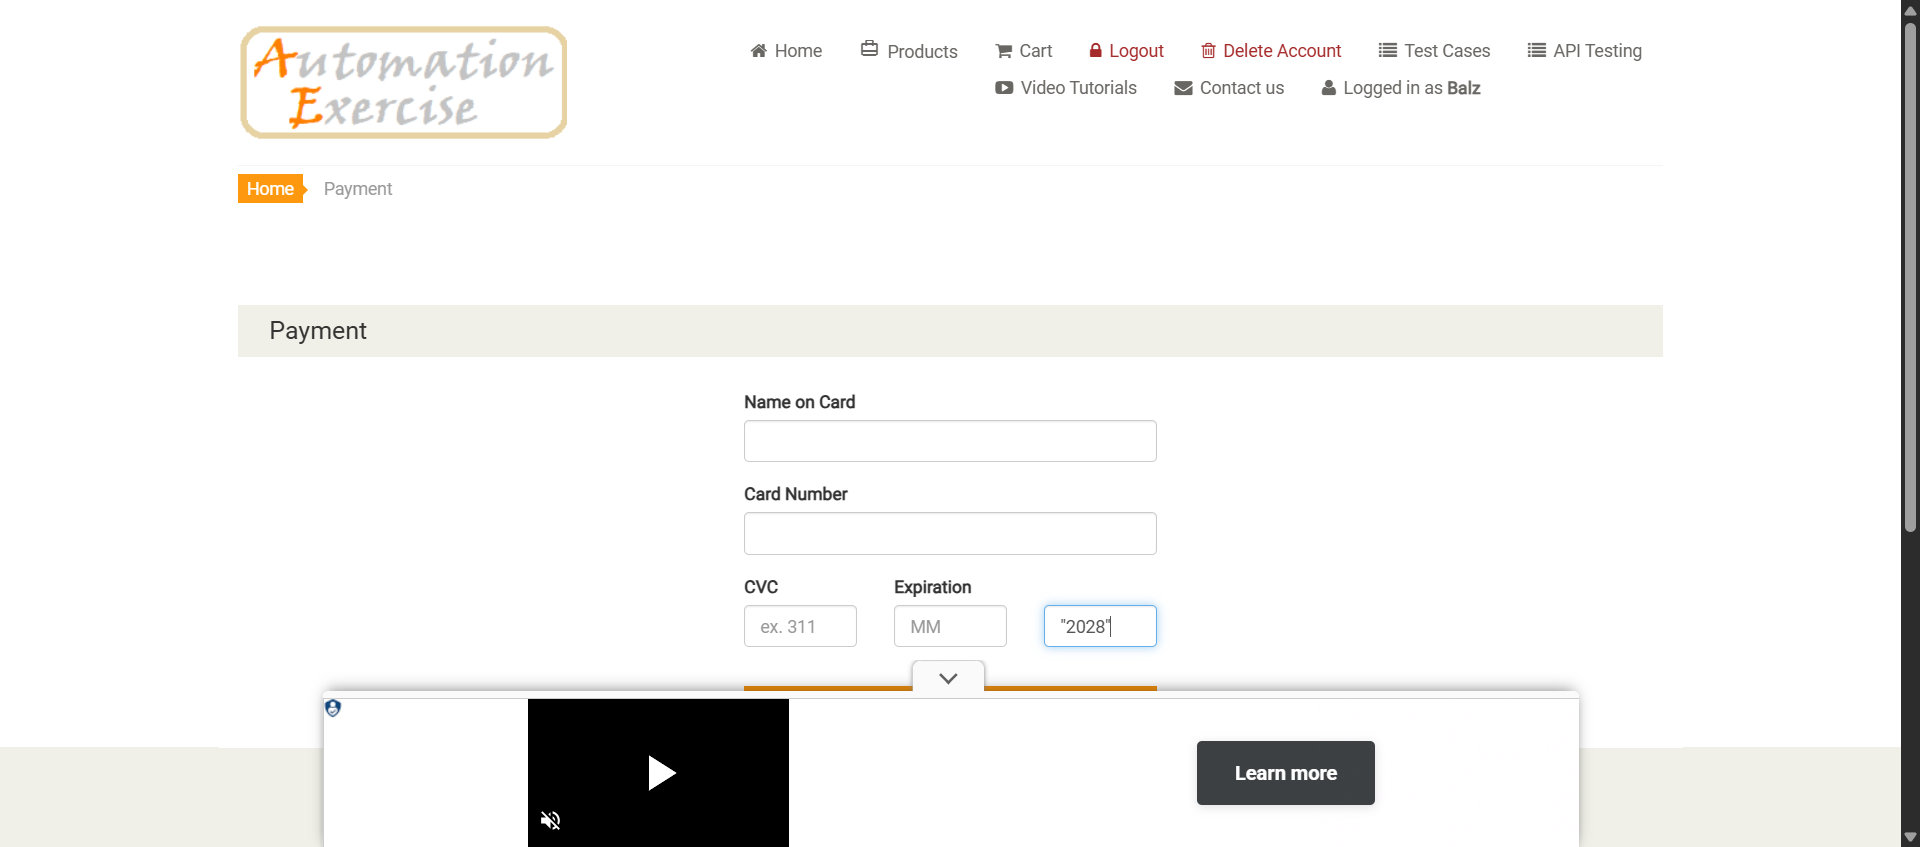 Automation
Exercise
Home Products Cart Logout Delete Account Test Cases API Testing
Video Tutorials Contact us Logged in as Balz
Home Payment
Payment
Name on Card
Card Number
CVC Expiration
ex. 311 MM "2028"
Learn more